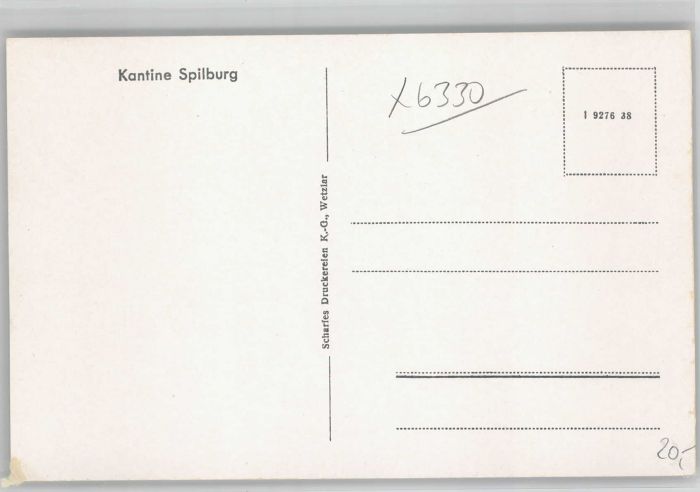 Kantine Spilburg
Scharfes Druckereien K.-G., Wetzlar
X6330
I 9276 38
20,-